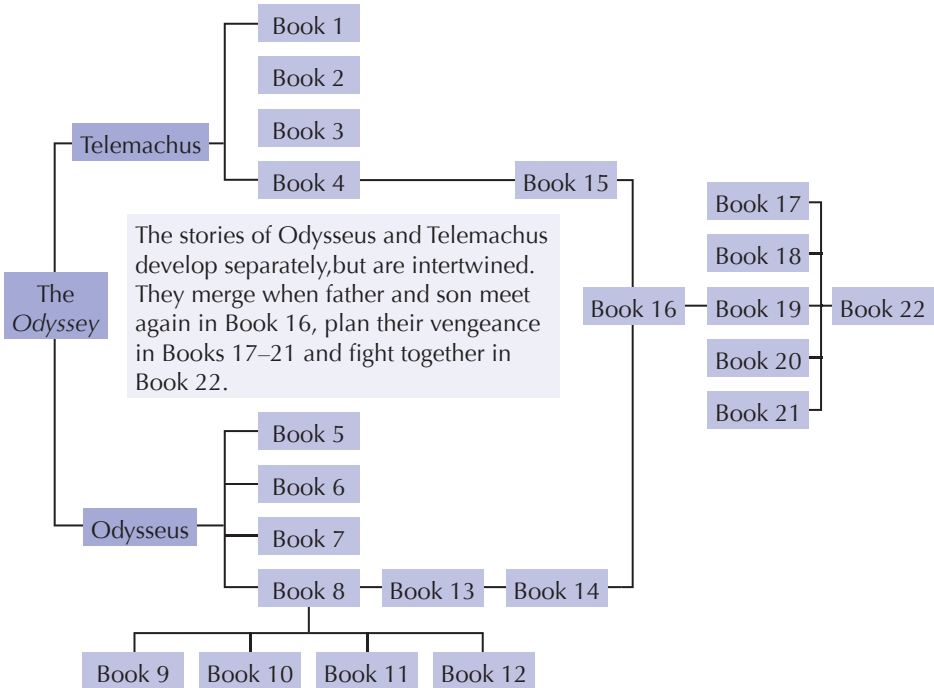 Book 1
Book 2
Book 3
Telemachus
Book 4
Book 15
Book 17
The stories of Odysseus and Telemachus
develop separately,but are intertwined.
They merge when father and son meet
again in Book 16, plan their vengeance
in Books 17–21 and fight together in
Book 22.
Book 18
The
Odyssey
Book 16
Book 19
Book 22
Book 20
Book 21
Book 5
Book 6
Odysseus
Book 7
Book 8
Book 13
Book 14
Book 9
Book 10
Book 11
Book 12